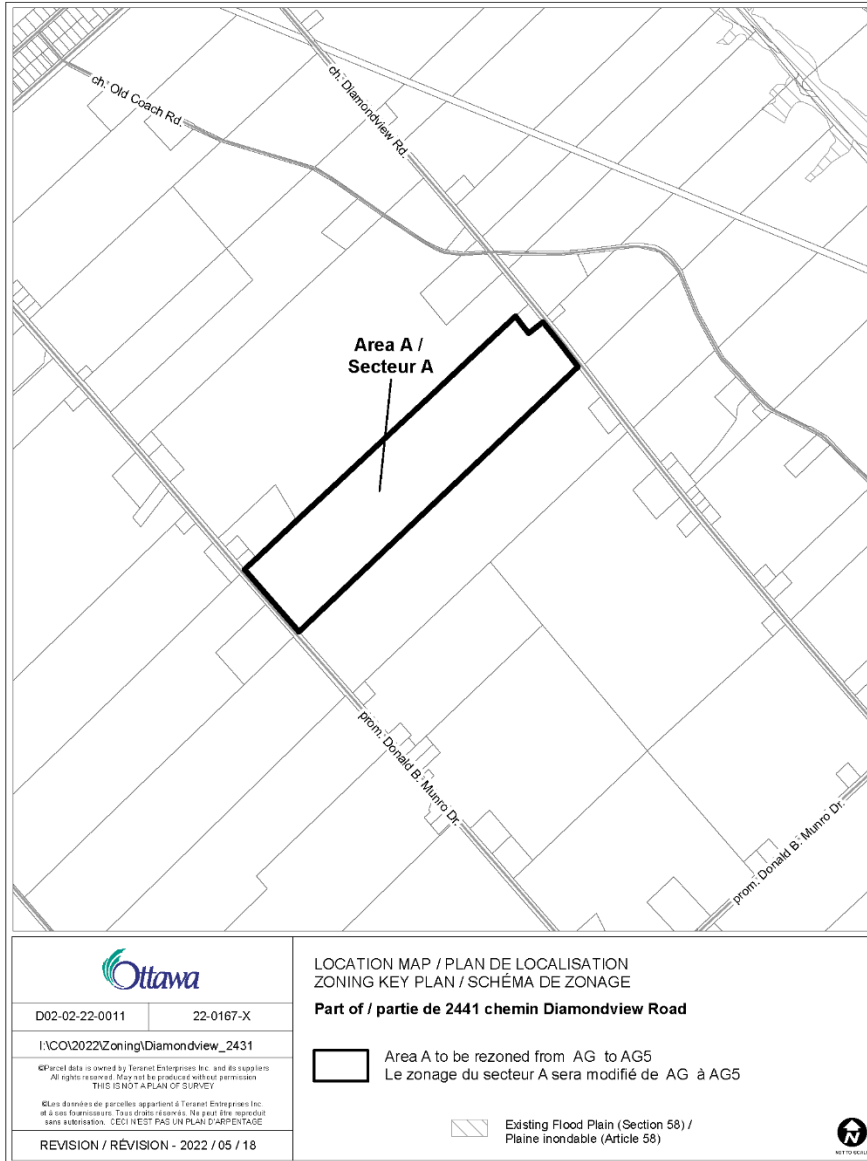 ch. Old Coach Rd.
ch. Diamondview Rd.
Area A /
Secteur A
prom. Donald B. Munro Dr.
prom. Donald B. Munro Dr.
Ottawa
D02-02-22-0011
22-0167-X
I:\CO\2022\Zoning\Diamondview_2431
©Parcel data is owned by Teranet Enterprises Inc. and its suppliers
All rights reserved. May not be produced without permission
THIS IS NOT A PLAN OF SURVEY
©Les données de parcelles appartient à Teranet Entreprises Inc.
et à ses fournisseurs. Tous droits réservés. Ne peut être reproduit
sans autorisation. CECI N'EST PAS UN PLAN D'ARPENTAGE
REVISION / RÉVISION - 2022 / 05 / 18
LOCATION MAP / PLAN DE LOCALISATION
ZONING KEY PLAN / SCHÉMA DE ZONAGE
Part of / partie de 2441 chemin Diamondview Road
Area A to be rezoned from AG to AG5
Le zonage du secteur A sera modifié de AG à AG5
Existing Flood Plain (Section 58) /
Plaine inondable (Article 58)
N
NOT TO SCALE